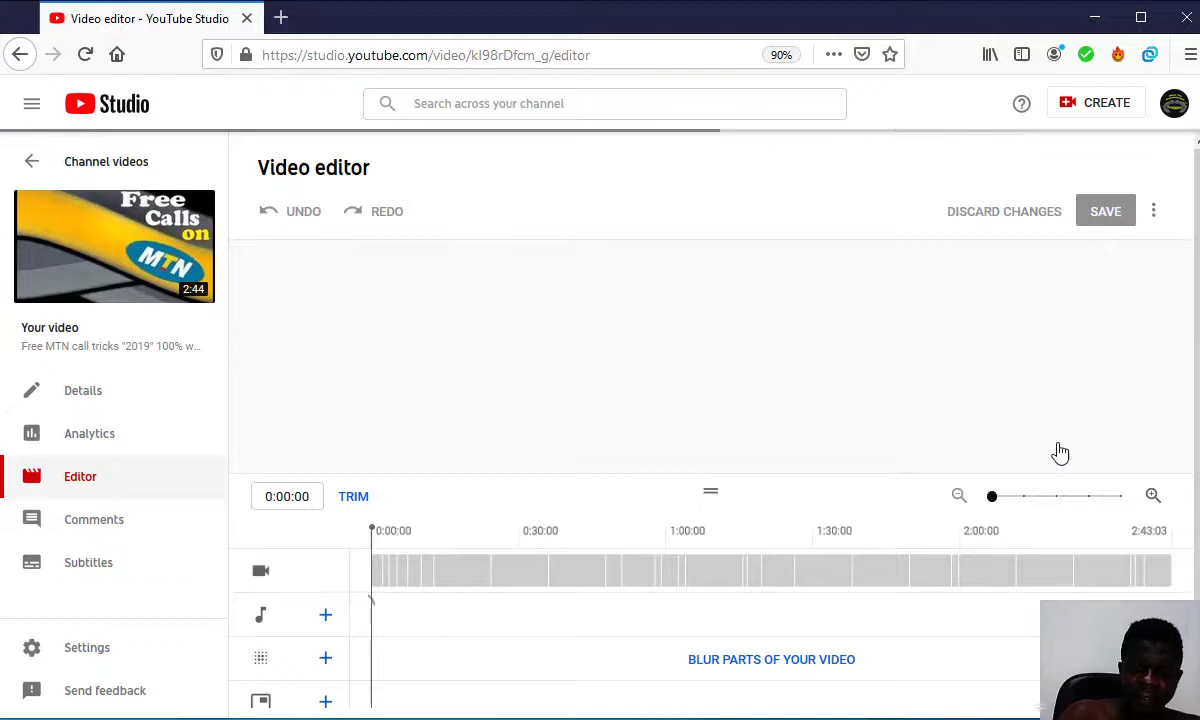 Video editor - YouTube Studio
https://studio.youtube.com/video/kI98rDfcm_g/editor
90%
Studio
Search across your channel
CREATE
Channel videos
Video editor
Free
Calls
on
MTN
2:44
UNDO
REDO
DISCARD CHANGES
SAVE
Your video
Free MTN call tricks "2019" 100% w...
Details
Analytics
Editor
Comments
Subtitles
Settings
Send feedback
0:00:00
TRIM
0:00:00
0:30:00
1:00:00
1:30:00
2:00:00
2:43:03
BLUR PARTS OF YOUR VIDEO